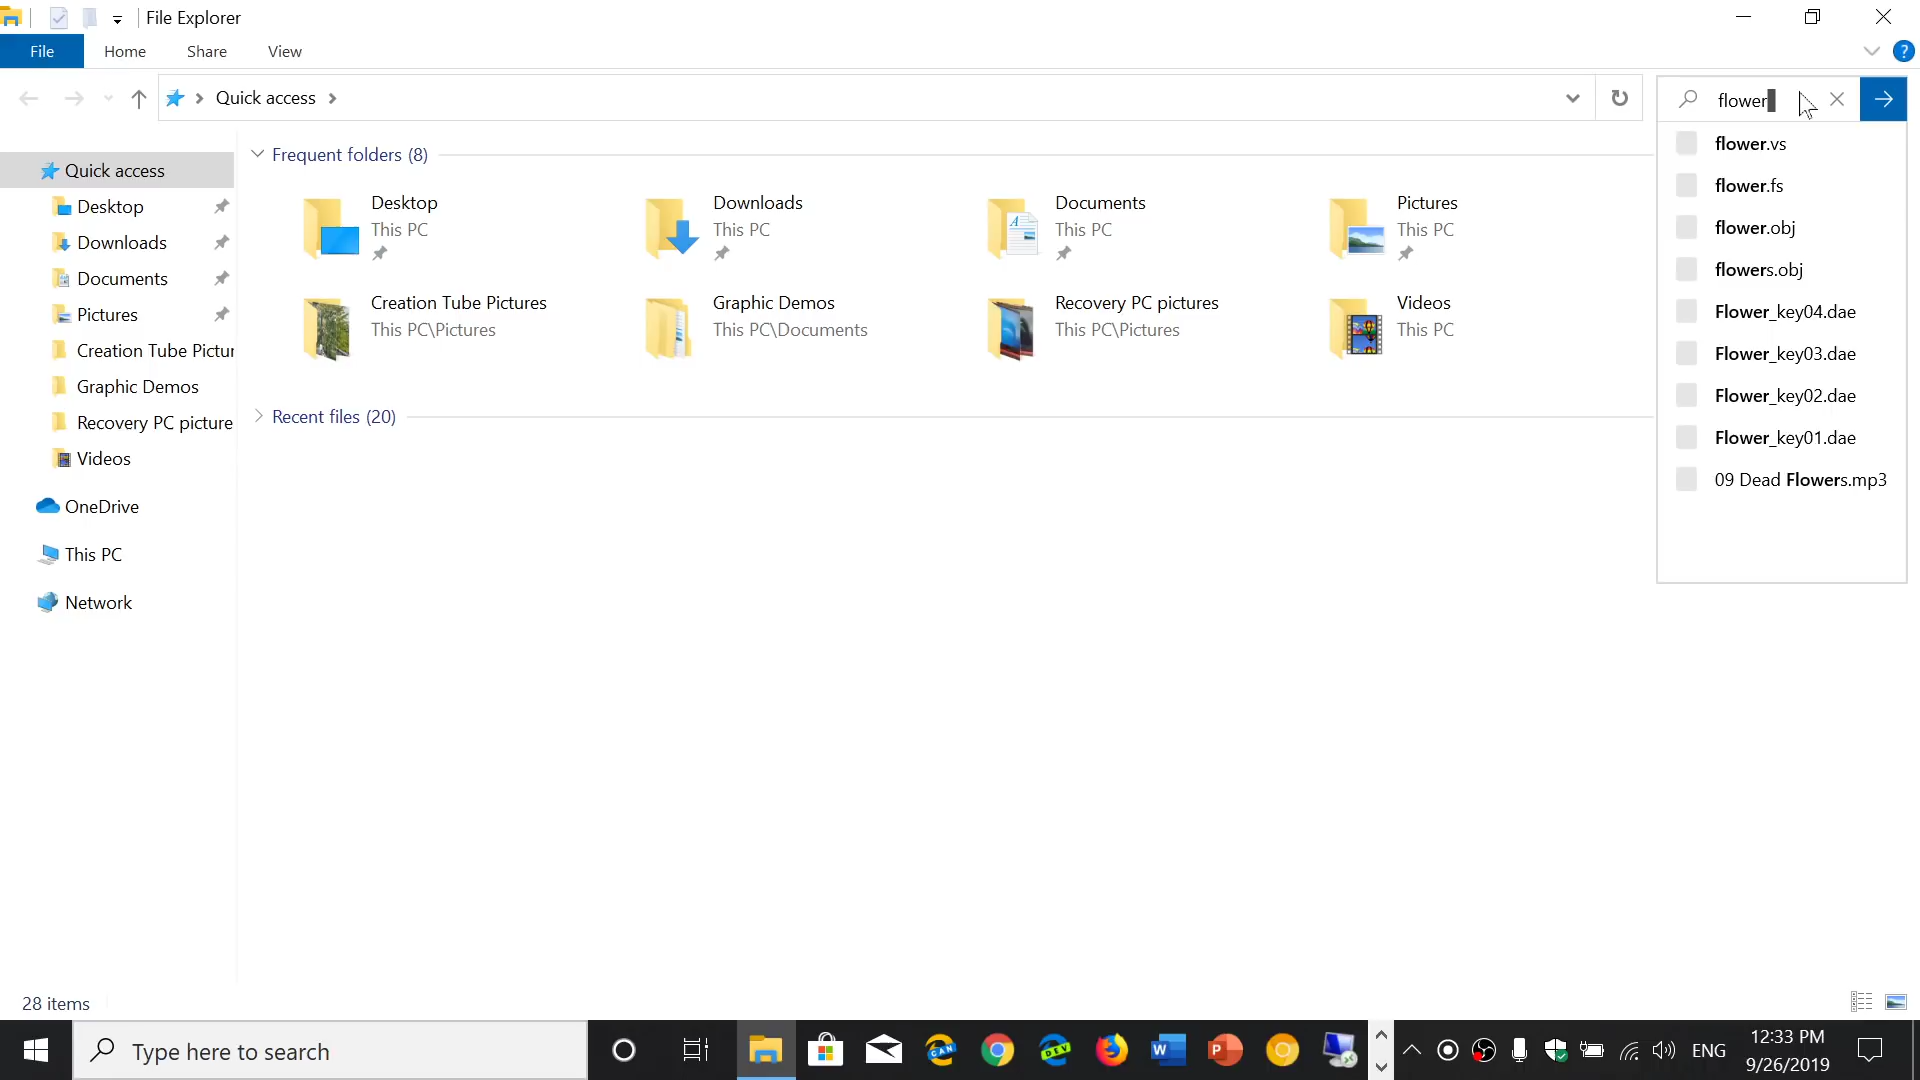 File Explorer
File Home Share View
Quick access
flower
Quick access
Desktop
Downloads
Documents
Pictures
Creation Tube Pictur
Graphic Demos
Recovery PC picture
Videos
OneDrive
This PC
Network
Frequent folders (8)
Desktop
This PC
Downloads
This PC
Documents
This PC
Pictures
This PC
Creation Tube Pictures
This PC\Pictures
Graphic Demos
This PC\Documents
Recovery PC pictures
This PC\Pictures
Videos
This PC
Recent files (20)
flower.vs
flower.fs
flower.obj
flowers.obj
Flower_key04.dae
Flower_key03.dae
Flower_key02.dae
Flower_key01.dae
09 Dead Flowers.mp3
28 items
Type here to search
CAN
DEV
ENG
12:33 PM
9/26/2019